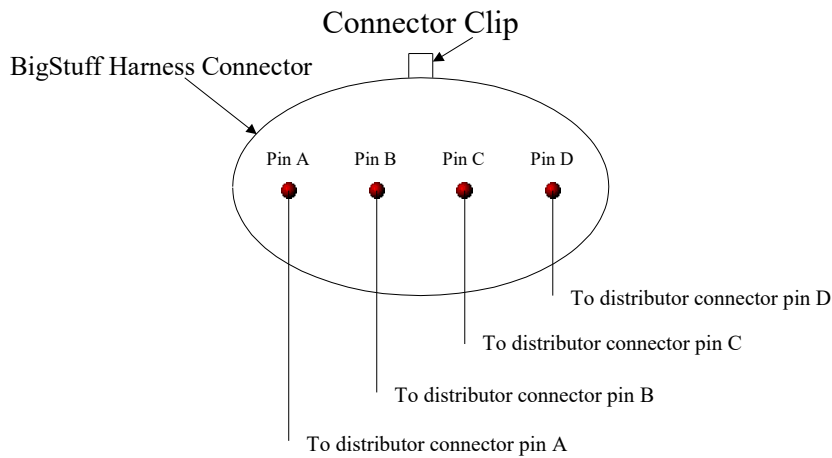 Connector Clip
BigStuff Harness Connector
Pin A
Pin B
Pin C
Pin D
To distributor connector pin D
To distributor connector pin C
To distributor connector pin B
To distributor connector pin A